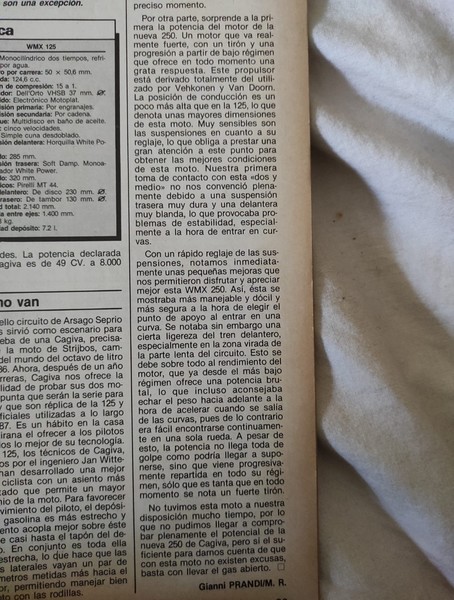 son una excepción.
ca
WMX 125
Monocilíndrico dos tiempos, refri-
por agua.
ro por carrera: 50 × 50,6 mm.
da: 124,6 c.c.
ón de compresión: 15 a 1.
ador: Dell'Orto VHSB 37 mm.
ido: Electrónico Motoplat.
isión primaria: Por engranajes.
isión secundaria: Por cadena.
gue: Multidisco en baño de aceite.
cinco velocidades.
Simple cuna desdoblado.
sión delantera: Horquilla White Po-
do: 285 mm.
sión trasera: Soft Damp. Monoa-
dor White Power.
do: 320 mm.
ticos: Pirelli MT 44.
delantero: De disco 230 mm.
trasero: De tambor 130 mm.
d total: 2.140 mm.
ia entre ejes: 1.400 mm.
kg.
dad depósito: 7,2 l.
des. La potencia declarada
agiva es de 49 CV. a 8.000
no van
ello circuito de Arsago Seprio
s sirvió como escenario para
eba de una Cagiva, precisa-
la moto de Strijbos, cam-
del mundo del octavo de litro
86. Ahora, después de un año
rreras, Cagiva nos ofrece la
lidad de probar sus dos mo-
punta que serán la serie para
y que son réplica de la 125 y
ficiales utilizadas a lo largo
87. Es un hábito en la casa
irana el ofrecer a los pilotos
os lo mejor de su tecnología.
125, los técnicos de Cagiva,
os por el ingeniero Jan Witte-
han desarrollado una mejor
ciclista con un asiento más
tado que permite un mayor
nio de la moto. Para favorecer
vimiento del piloto, el depósi-
gasolina es más estrecho y
ento acopla mejor sobre éste
casi hasta el tapón del de-
. En conjunto es toda ella
estrecha, lo que hace que las
laterales vayan un par de
metros metidas más hacia el
or, permitiendo manejar bien
o con las rodillas.
preciso momento.
Por otra parte, sorprende a la pri-
mera la potencia del motor de la
nueva 250. Un motor que va real-
mente fuerte, con un tirón y una
progresión a partir de bajo régimen
que ofrece en todo momento una
grata respuesta. Este propulsor
está derivado totalmente del utili-
zado por Vehkonen y Van Doorn.
La posición de conducción es un
poco más alta que en la 125, lo que
denota unas mayores dimensiones
de esta moto. Muy sensibles son
las suspensiones en cuanto a su
reglaje, lo que obliga a prestar una
gran atención a este punto para
obtener las mejores condiciones
de esta moto. Nuestra primera
toma de contacto con esta «dos y
medio» no nos convenció plena-
mente debido a una suspensión
trasera muy dura y una delantera
muy blanda, lo que provocaba pro-
blemas de estabilidad, especial-
mente a la hora de entrar en cur-
vas.
Con un rápido reglaje de las sus-
pensiones, notamos inmediata-
mente unas pequeñas mejoras que
nos permitieron disfrutar y apreciar
mejor esta WMX 250. Así, ésta se
mostraba más manejable y dócil y
más segura a la hora de elegir el
punto de apoyo al entrar en una
curva. Se notaba sin embargo una
cierta ligereza del tren delantero,
especialmente en la zona virada de
la parte lenta del circuito. Esto se
debe sobre todo al rendimiento del
motor, que ya desde el más bajo
régimen ofrece una potencia bru-
tal, lo que incluso aconsejaba
echar el peso hacia adelante a la
hora de acelerar cuando se salía
de las curvas, pues de lo contrario
era fácil encontrarse continuamen-
te en una sola rueda. A pesar de
esto, la potencia no llega toda de
golpe como podría llegar a supo-
nerse, sino que viene progresiva-
mente repartida en todo su régi-
men, sólo que es tanta que en todo
momento se nota un fuerte tirón.
No tuvimos esta moto a nuestra
disposición mucho tiempo, por lo
que no pudimos llegar a compro-
bar plenamente el potencial de la
nueva 250 de Cagiva, pero sí el su-
ficiente para darnos cuenta de que
con esta moto no existen excusas,
basta con llevar el gas abierto.
Gianni PRANDI/M. R.